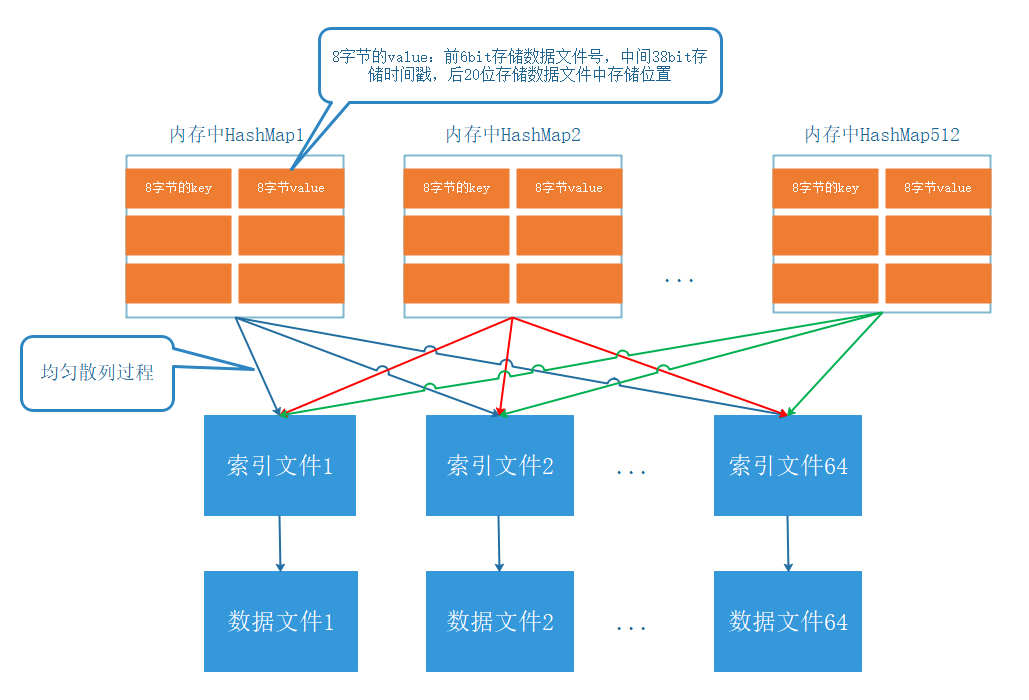 8字节的value：前6bit存储数据文件号，中间38bit存
储时间戳，后20位存储数据文件中存储位置
内存中HashMap1
内存中HashMap2
内存中HashMap512
8字节的key
8字节value
8字节的key
8字节value
8字节的key
8字节value
...
均匀散列过程
索引文件1
索引文件2
...
索引文件64
数据文件1
数据文件2
...
数据文件64